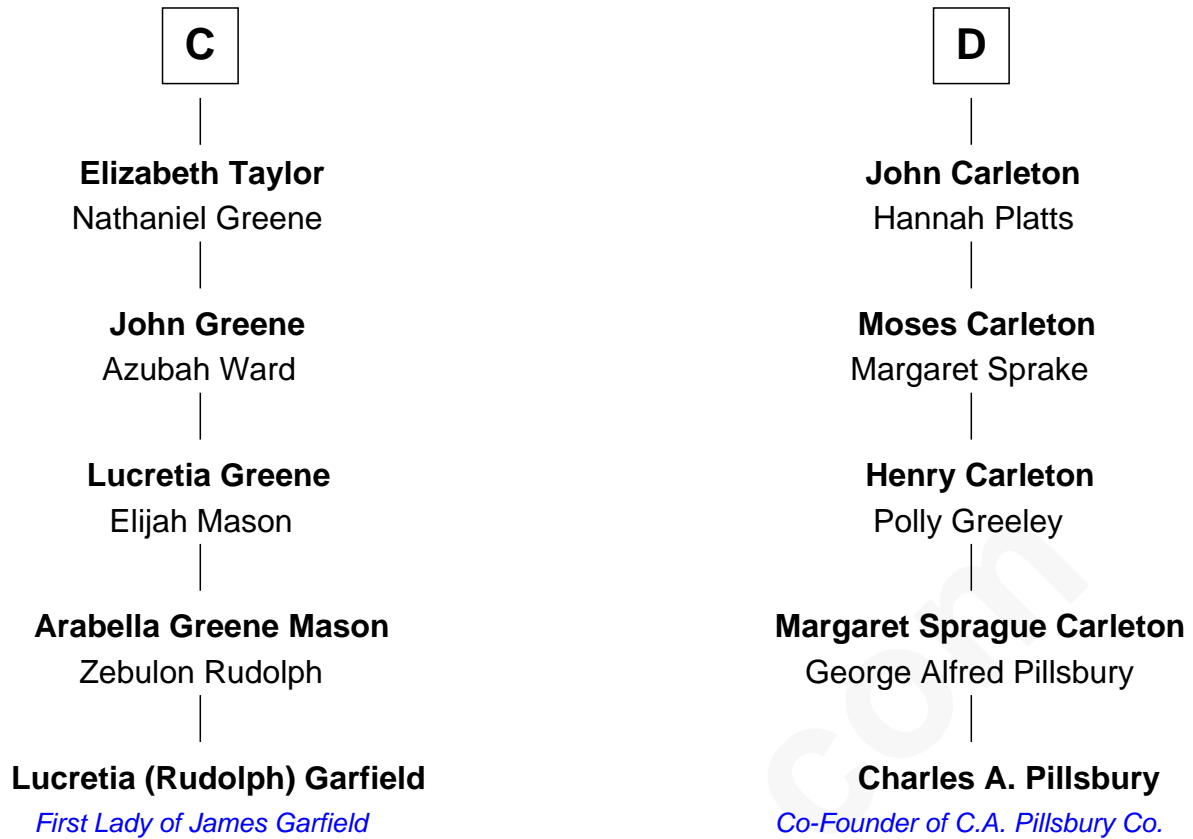 C
Elizabeth Taylor
Nathaniel Greene
John Greene
Azubah Ward
Lucretia Greene
Elijah Mason
Arabella Greene Mason
Zebulon Rudolph
Lucretia (Rudolph) Garfield
First Lady of James Garfield
D
John Carleton
Hannah Platts
Moses Carleton
Margaret Sprake
Henry Carleton
Polly Greeley
Margaret Sprague Carleton
George Alfred Pillsbury
Charles A. Pillsbury
Co-Founder of C.A. Pillsbury Co.
com